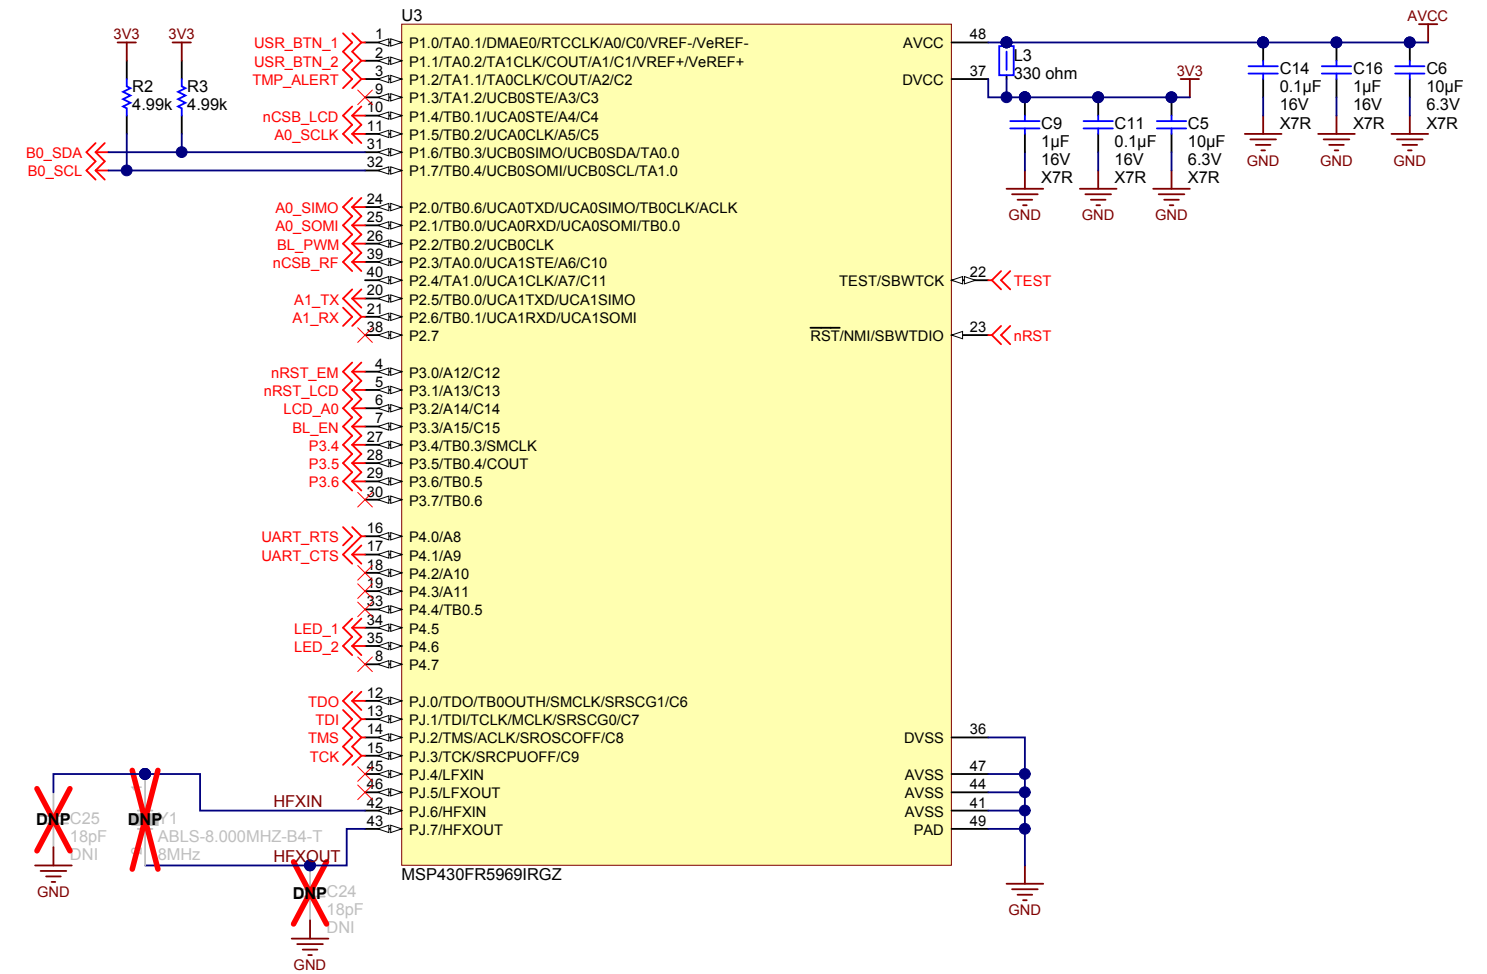 U3
3V3 3V3
R2 4.99k
R3 4.99k
USR_BTN_1 1 P1.0/TA0.1/DMAE0/RTCCLK/A0/C0/VREF-/VeREF-
USR_BTN_2 2 P1.1/TA0.2/TA1CLK/COUT/A1/C1/VREF+/VeREF+
TMP_ALERT 3 P1.2/TA1.1/TA0CLK/COUT/A2/C2
9 P1.3/TA1.2/UCB0STE/A3/C3
nCSB_LCD 10 P1.4/TB0.1/UCA0STE/A4/C4
A0_SCLK 11 P1.5/TB0.2/UCA0CLK/A5/C5
B0_SDA 31 P1.6/TB0.3/UCB0SIMO/UCB0SDA/TA0.0
B0_SCL 32 P1.7/TB0.4/UCB0SOMI/UCB0SCL/TA1.0
A0_SIMO 24 P2.0/TB0.6/UCA0TXD/UCA0SIMO/TB0CLK/ACLK
A0_SOMI 25 P2.1/TB0.0/UCA0RXD/UCA0SOMI/TB0.0
BL_PWM 26 P2.2/TB0.2/UCB0CLK
nCSB_RF 39 P2.3/TA0.0/UCA1STE/A6/C10
40 P2.4/TA1.0/UCA1CLK/A7/C11
A1_TX 20 P2.5/TB0.0/UCA1TXD/UCA1SIMO
A1_RX 21 P2.6/TB0.1/UCA1RXD/UCA1SOMI
38 P2.7
nRST_EM 4 P3.0/A12/C12
nRST_LCD 5 P3.1/A13/C13
LCD_A0 6 P3.2/A14/C14
BL_EN 7 P3.3/A15/C15
P3.4 27 P3.4/TB0.3/SMCLK
P3.5 28 P3.5/TB0.4/COUT
P3.6 29 P3.6/TB0.5
30 P3.7/TB0.6
UART_RTS 16 P4.0/A8
UART_CTS 17 P4.1/A9
18 P4.2/A10
19 P4.3/A11
33 P4.4/TB0.5
LED_1 34 P4.5
LED_2 35 P4.6
8 P4.7
TDO 12 PJ.0/TDO/TB0OUTH/SMCLK/SRSCG1/C6
TDI 13 PJ.1/TDI/TCLK/MCLK/SRSCG0/C7
TMS 14 PJ.2/TMS/ACLK/SROSCOFF/C8
TCK 15 PJ.3/TCK/SRCPUOFF/C9
45 PJ.4/LFXIN
46 PJ.5/LFXOUT
HFXIN 42 PJ.6/HFXIN
HFXOUT 43 PJ.7/HFXOUT
DNP C25
18pF
DNI
GND
DNP Y1
ABLS-8.000MHZ-B4-T
8MHz
DNP C24
18pF
DNI
GND
MSP430FR5969IRGZ
AVCC 48
DVCC 37
L3
330 ohm
3V3
AVCC
C9
1µF
16V
X7R
GND
C11
0.1µF
16V
X7R
GND
C5
10µF
6.3V
X7R
GND
C14
0.1µF
16V
X7R
GND
C16
1µF
16V
X7R
GND
C6
10µF
6.3V
X7R
GND
TEST/SBWTCK 22 TEST
RST/NMI/SBWTDIO 23 nRST
DVSS 36
AVSS 47
AVSS 44
AVSS 41
PAD 49
GND